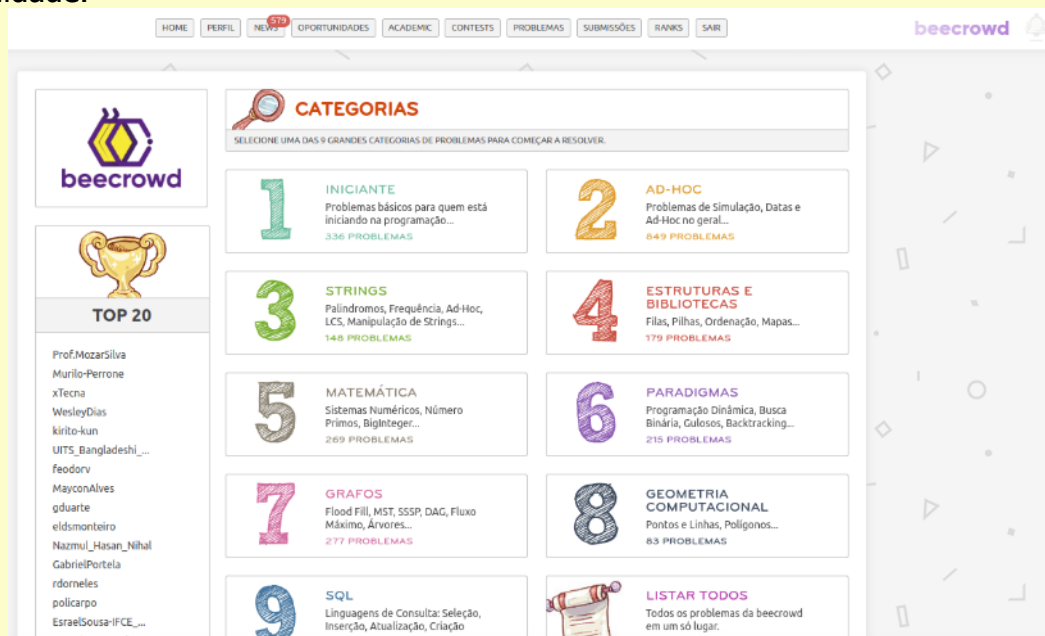 HOME PERFIL NEWS 579 OPORTUNIDADES ACADEMIC CONTESTS PROBLEMAS SUBMISSÕES RANKS SAIR
beecrowd
beecrowd
CATEGORIAS
SELECIONE UMA DAS 9 GRANDES CATEGORIAS DE PROBLEMAS PARA COMEÇAR A RESOLVER.
1
INICIANTE
Problemas básicos para quem está
iniciando na programação...
336 PROBLEMAS
2
AD-HOC
Problemas de Simulação, Datas e
Ad-Hoc no geral...
849 PROBLEMAS
3
STRINGS
Palindromos, Frequência, Ad-Hoc,
LCS, Manipulação de Strings...
148 PROBLEMAS
4
ESTRUTURAS E
BIBLIOTECAS
Filas, Pilhas, Ordenação, Mapas...
179 PROBLEMAS
5
MATEMÁTICA
Sistemas Numéricos, Número
Primos, BigInteger...
269 PROBLEMAS
6
PARADIGMAS
Programação Dinâmica, Busca
Binária, Gulosos, Backtracking...
215 PROBLEMAS
7
GRAFOS
Flood Fill, MST, SSSP, DAG, Fluxo
Máximo, Árvores...
277 PROBLEMAS
8
GEOMETRIA
COMPUTACIONAL
Pontos e Linhas, Polígonos...
83 PROBLEMAS
9
SQL
Linguagens de Consulta: Seleção,
Inserção, Atualização, Criação
LISTAR TODOS
Todos os problemas da beecrowd
em um só lugar.
TOP 20
Prof.MozarSilva
Murilo-Perrone
xTecna
WesleyDias
kirito-kun
UITS_Bangladeshi_...
feodorv
MayconAlves
gduarte
eldsmonteiro
Nazmul_Hasan_Nihal
GabrielPortela
rdorneles
policarpo
EsraelSousa-IFCE_...